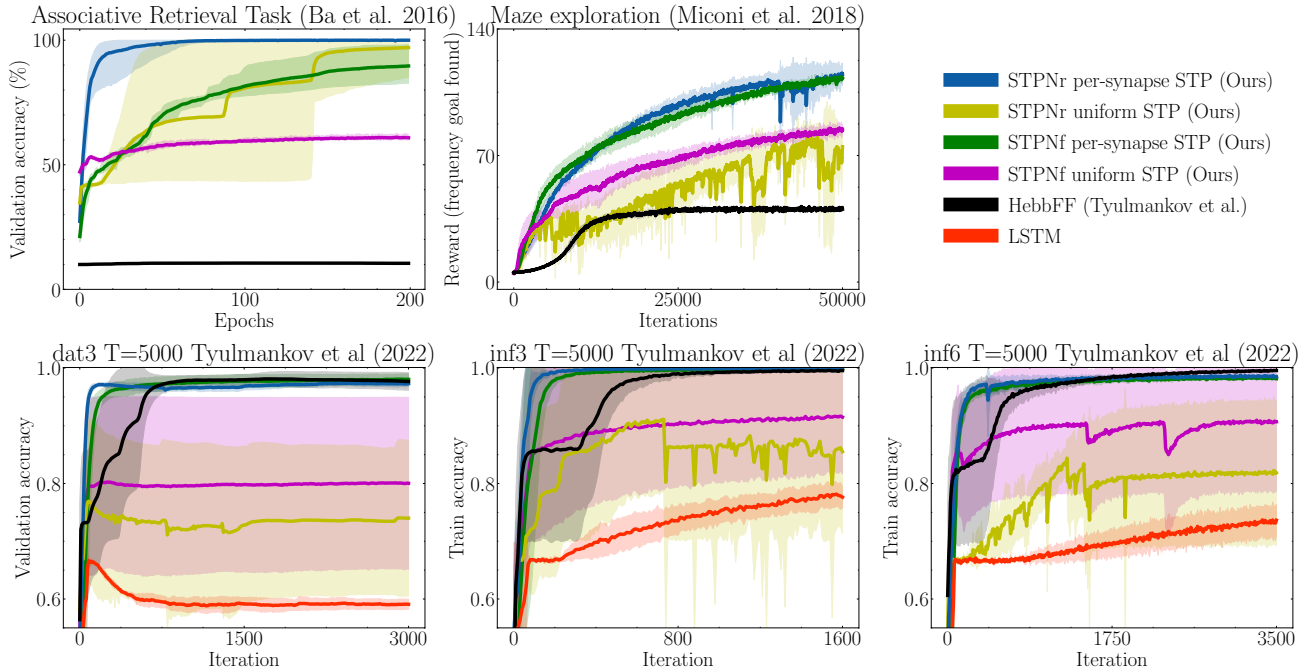 Associative Retrieval Task (Ba et al. 2016)
Validation accuracy (%)
100
50
0
0
100
200
Epochs
Maze exploration (Miconi et al. 2018)
Reward (frequency goal found)
140
70
0
0
25000
50000
Iterations
STPNr per-synapse STP (Ours)
STPNr uniform STP (Ours)
STPNf per-synapse STP (Ours)
STPNf uniform STP (Ours)
HebbFF (Tyulmankov et al.)
LSTM
dat3 T=5000 Tyulmankov et al (2022)
Validation accuracy
1.0
0.8
0.6
0
1500
3000
Iteration
inf3 T=5000 Tyulmankov et al (2022)
Train accuracy
1.0
0.8
0.6
0
800
1600
Iteration
inf6 T=5000 Tyulmankov et al (2022)
Train accuracy
1.0
0.8
0.6
0
1750
3500
Iteration